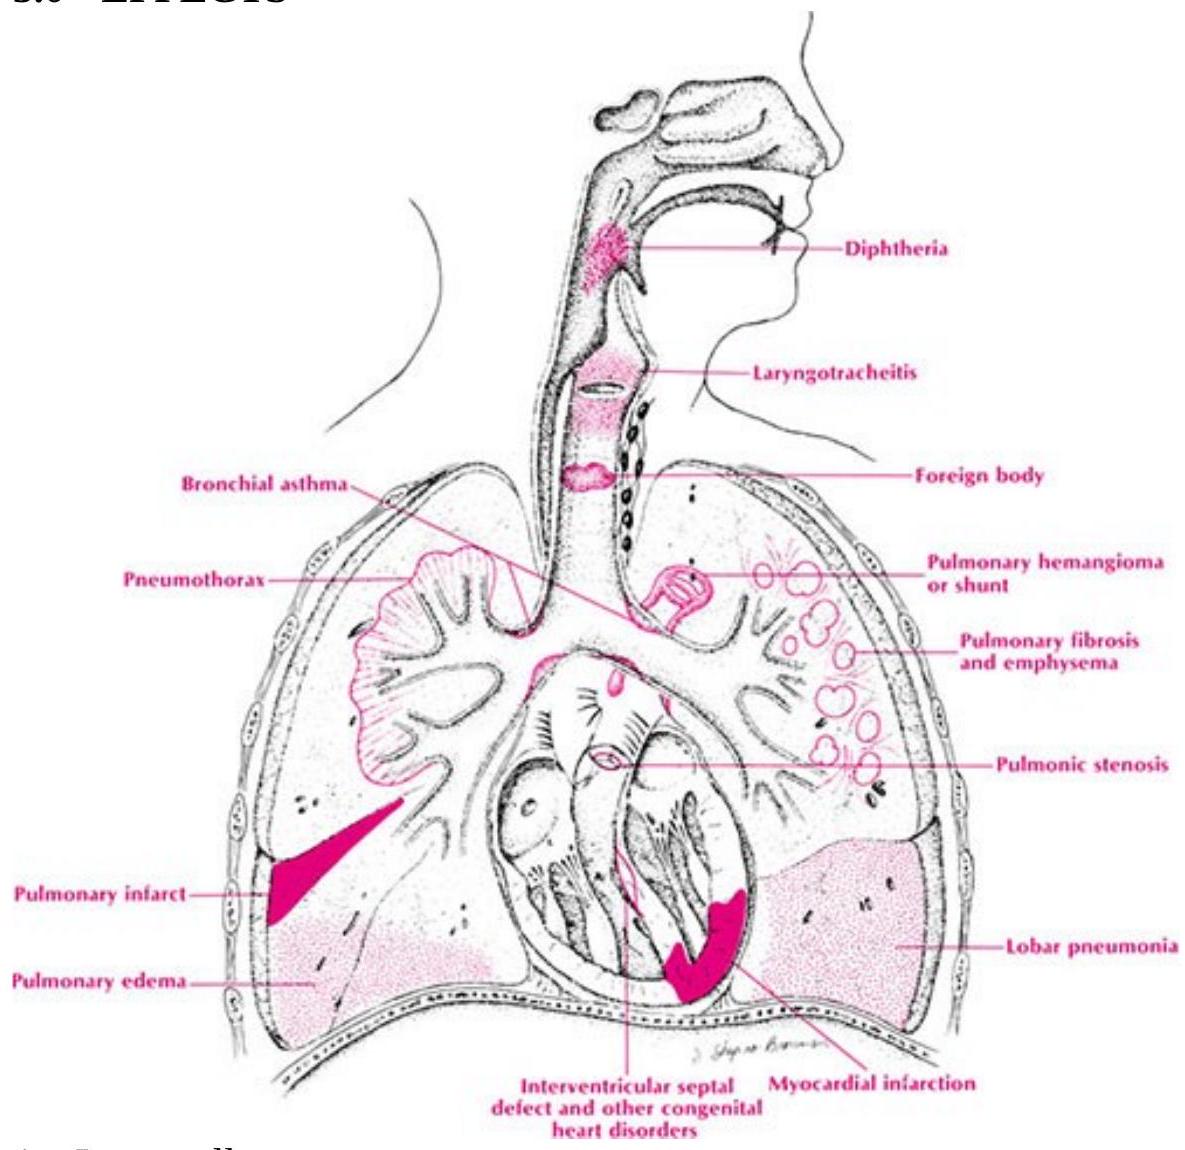 Diphtheria
Laryngotracheitis
Bronchial asthma
Foreign body
Pneumothorax
Pulmonary hemangioma
or shunt
Pulmonary fibrosis
and emphysema
Pulmonic stenosis
Pulmonary infarct
Lobar pneumonia
Pulmonary edema
Interventricular septal
defect and other congenital
heart disorders
Myocardial infarction